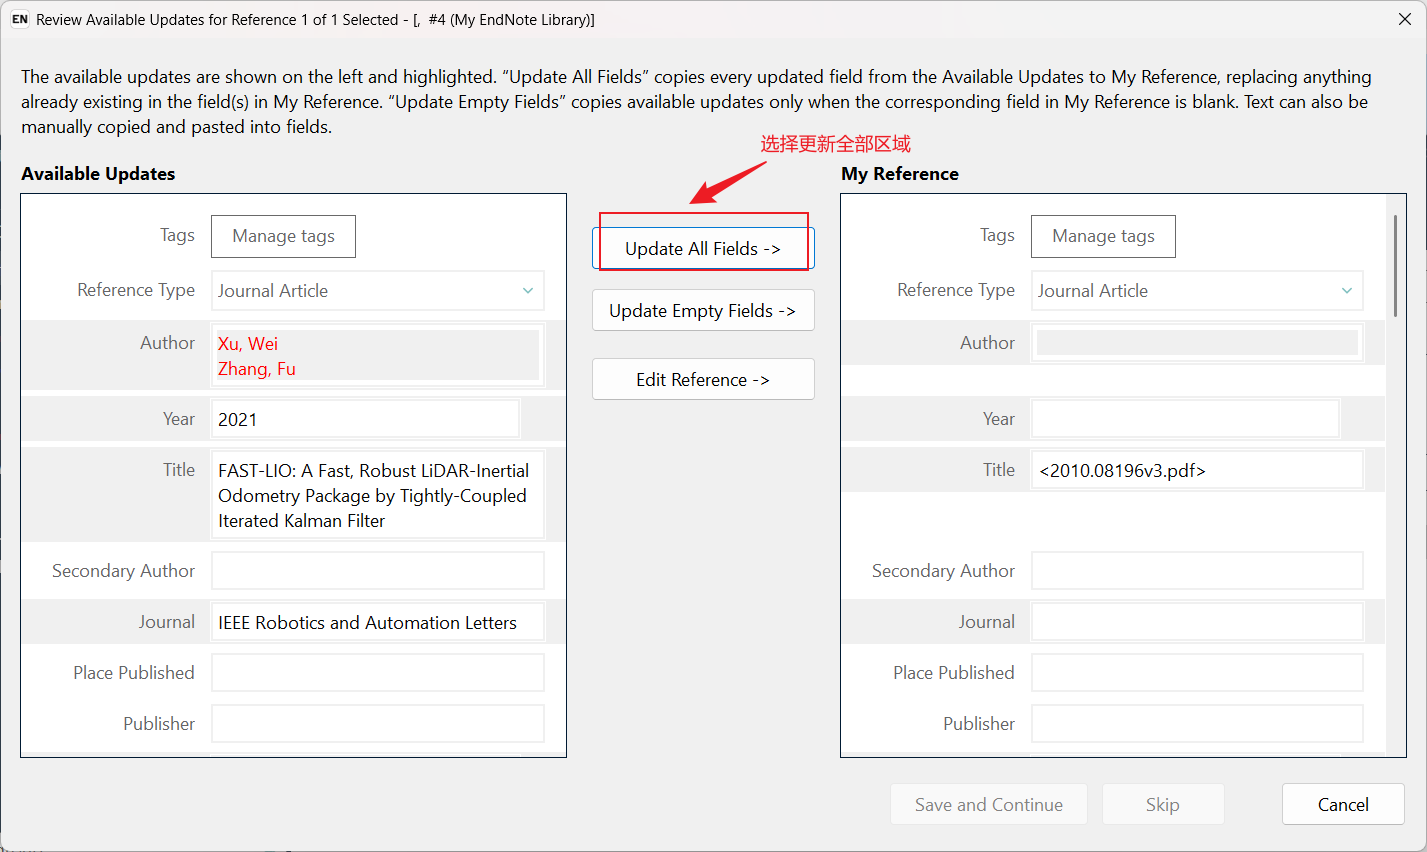 EN Review Available Updates for Reference 1 of 1 Selected - [,  #4 (My EndNote Library)]
The available updates are shown on the left and highlighted. “Update All Fields” copies every updated field from the Available Updates to My Reference, replacing anything
already existing in the field(s) in My Reference. “Update Empty Fields” copies available updates only when the corresponding field in My Reference is blank. Text can also be
manually copied and pasted into fields.
选择更新全部区域
Available Updates
Tags
Manage tags
Reference Type
Journal Article
Author
Xu, Wei
Zhang, Fu
Year
2021
Title
FAST-LIO: A Fast, Robust LiDAR-Inertial
Odometry Package by Tightly-Coupled
Iterated Kalman Filter
Secondary Author
Journal
IEEE Robotics and Automation Letters
Place Published
Publisher
Update All Fields ->
Update Empty Fields ->
Edit Reference ->
My Reference
Tags
Manage tags
Reference Type
Journal Article
Author
Year
Title
<2010.08196v3.pdf>
Secondary Author
Journal
Place Published
Publisher
Save and Continue
Skip
Cancel